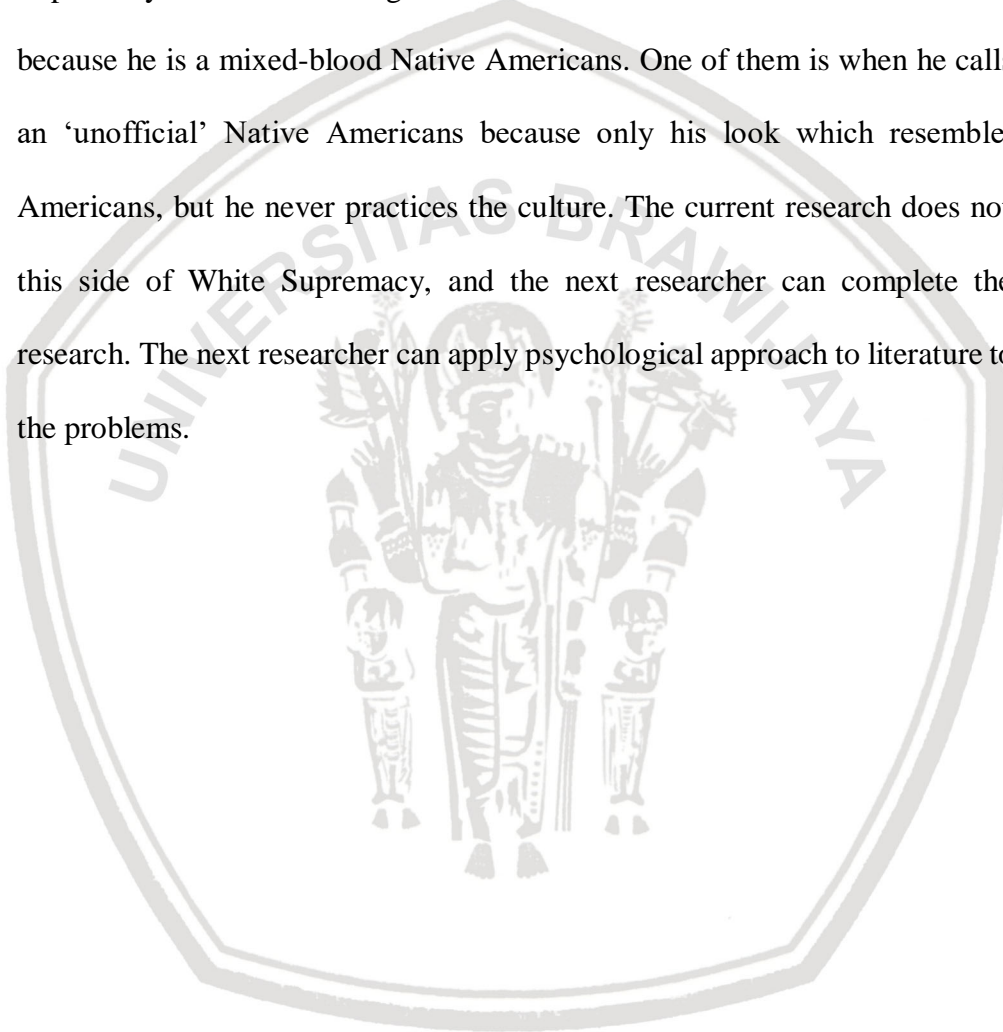 because he is a mixed-blood Native Americans. One of them is when he call
an ‘unofficial’ Native Americans because only his look which resemble
Americans, but he never practices the culture. The current research does no
this side of White Supremacy, and the next researcher can complete the
research. The next researcher can apply psychological approach to literature to
the problems.
UNIVERSITAS BRAWIJAYA